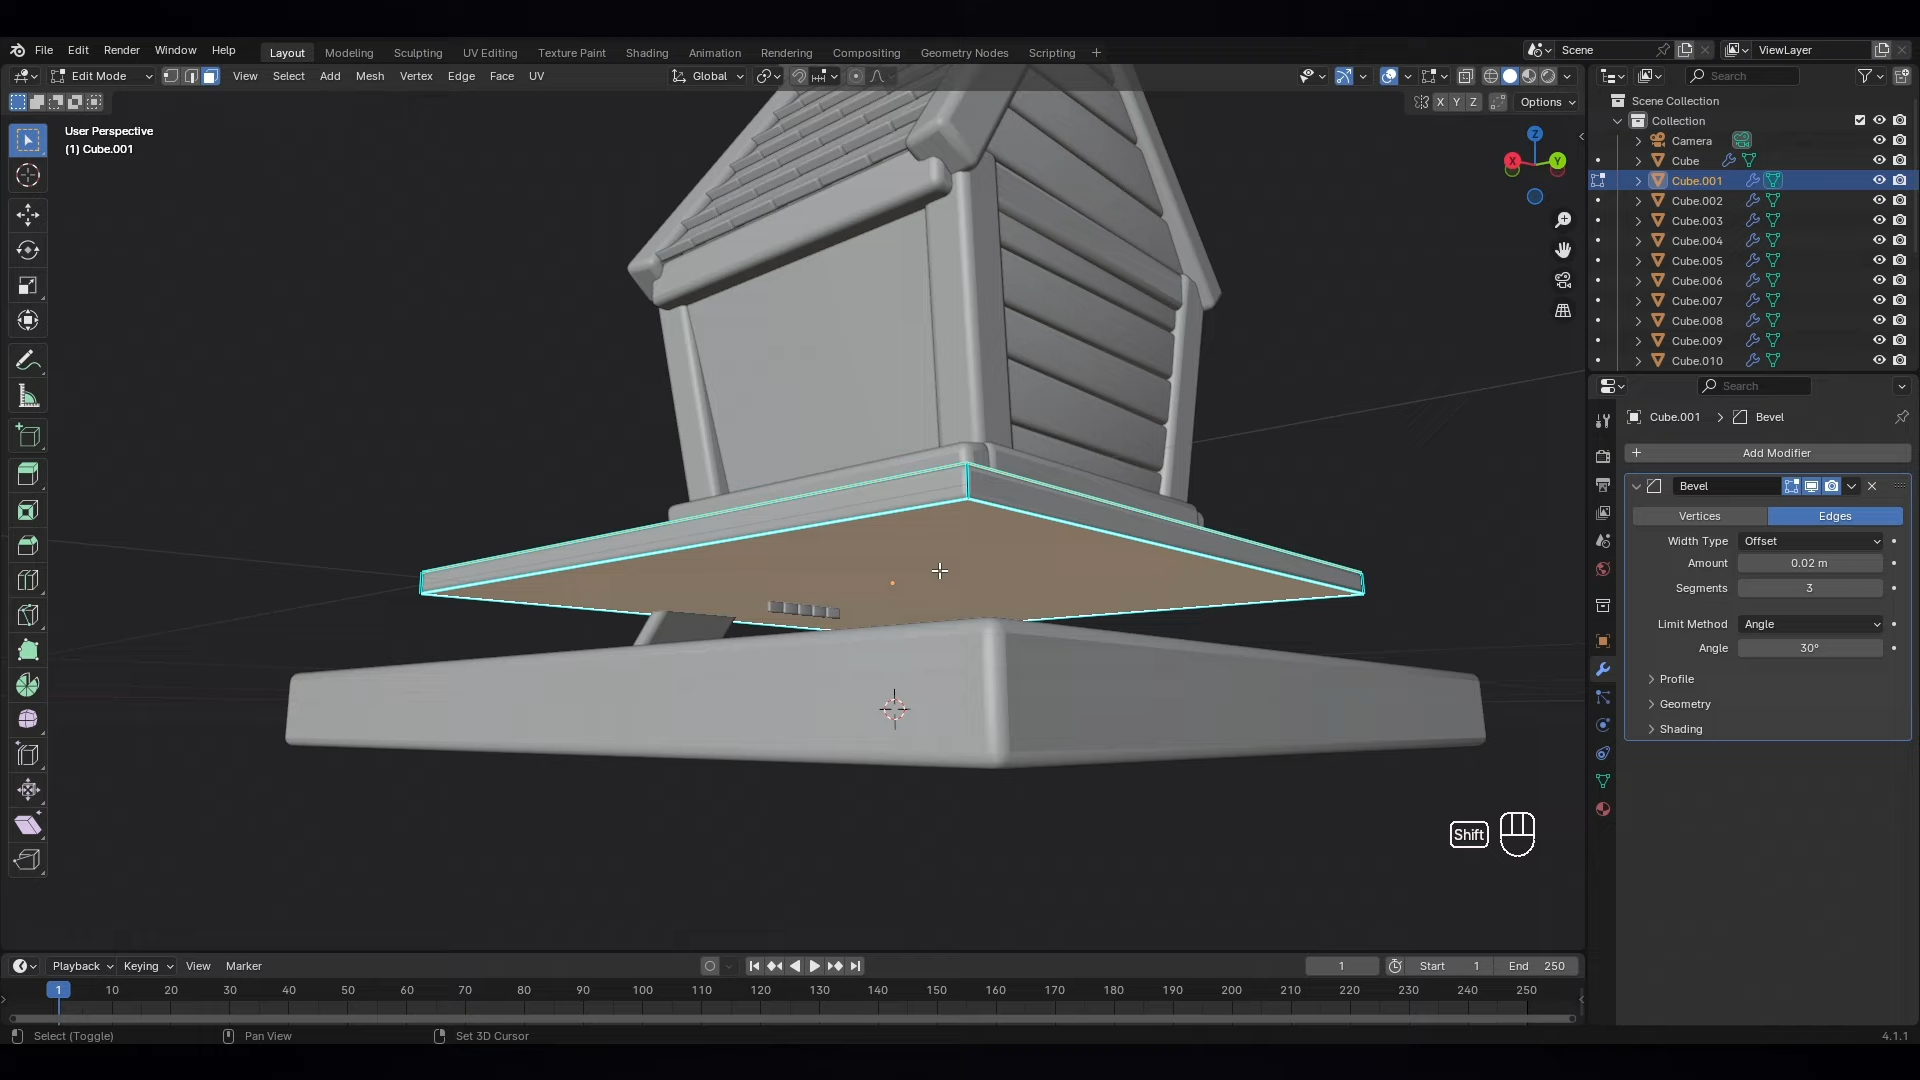 File Edit Render Window Help Layout Modeling Sculpting UV Editing Texture Paint Shading Animation Rendering Compositing Geometry Nodes Scripting + Scene ViewLayer
Edit Mode View Select Add Mesh Vertex Edge Face UV Global Search
X Y Z Options
User Perspective
(1) Cube.001
Z
X Y
Scene Collection
Collection
Camera
Cube
Cube.001
Cube.002
Cube.003
Cube.004
Cube.005
Cube.006
Cube.007
Cube.008
Cube.009
Cube.010
Search
Cube.001 > Bevel
+ Add Modifier
Bevel
Vertices Edges
Width Type Offset
Amount 0.02 m
Segments 3
Limit Method Angle
Angle 30°
Profile
Geometry
Shading
Shift
Playback Keying View Marker 1 Start 1 End 250
1 10 20 30 40 50 60 70 80 90 100 110 120 130 140 150 160 170 180 190 200 210 220 230 240 250
Select (Toggle) Pan View Set 3D Cursor 4.1.1